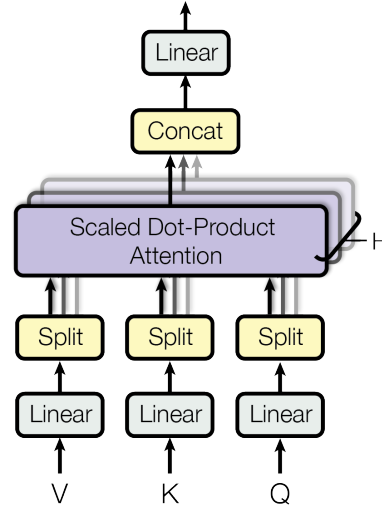 Linear
Concat
Scaled Dot-Product
Attention
H
Split Split Split
Linear Linear Linear
V K Q